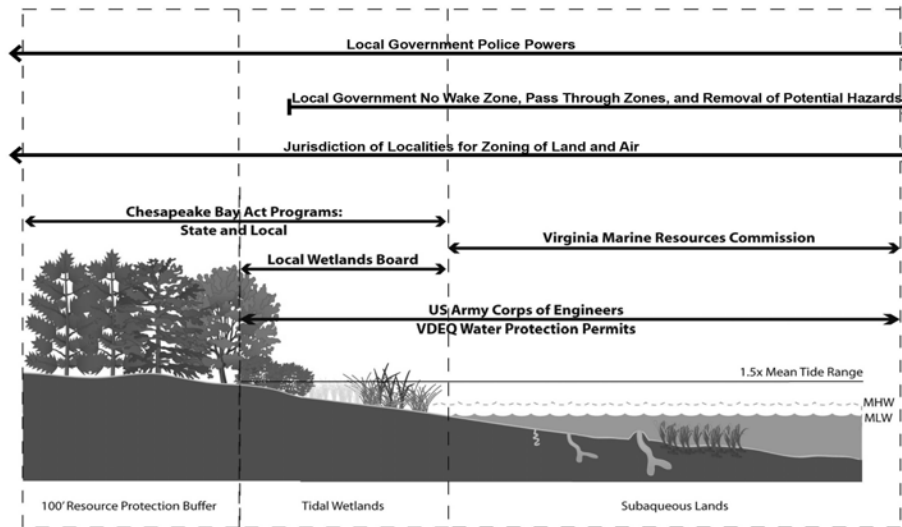 Local Government Police Powers
Local Government No Wake Zone, Pass Through Zones, and Removal of Potential Hazards
Jurisdiction of Localities for Zoning of Land and Air
Chesapeake Bay Act Programs:
State and Local
Virginia Marine Resources Commission
Local Wetlands Board
US Army Corps of Engineers
VDEQ Water Protection Permits
1.5x Mean Tide Range
MHW
MLW
100' Resource Protection Buffer
Tidal Wetlands
Subaqueous Lands